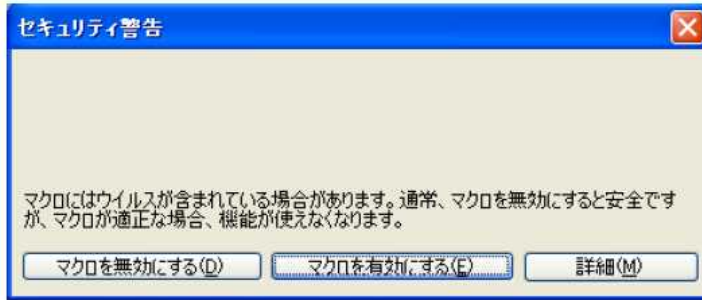 セキュリティ警告
マクロにはウイルスが含まれている場合があります。通常、マクロを無効にすると安全です
が、マクロが適正な場合、機能が使えなくなります。
マクロを無効にする(D) マクロを有効にする(E) 詳細(M)